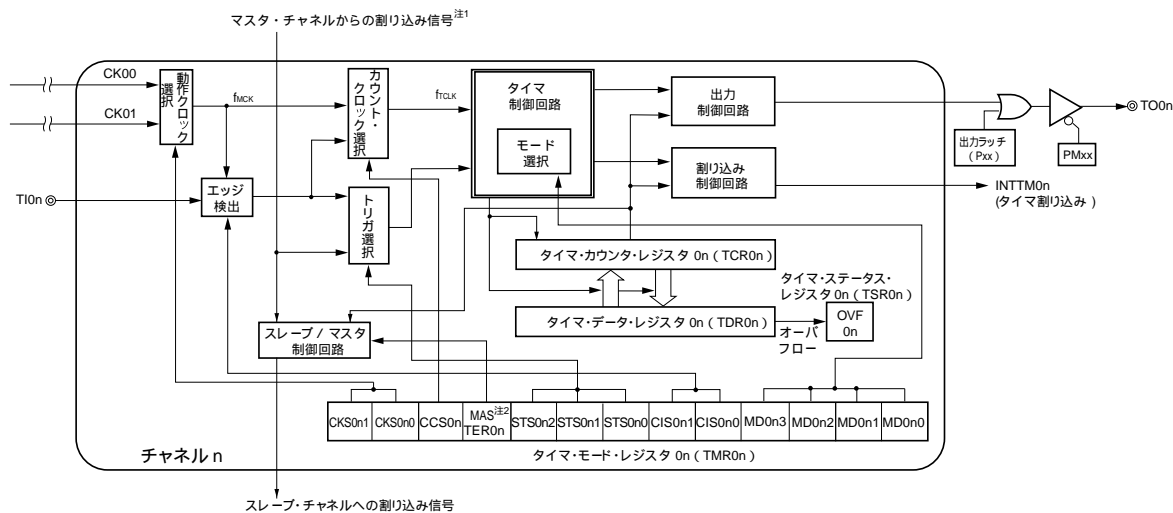 マスタ・チャネルからの割り込み信号注1
CK00
CK01
動作クロック
選択
fMCK
カウント・
クロック選択
fTCLK
タイマ
制御回路
モード
選択
出力
制御回路
TO0n
出力ラッチ
(Pxx)
PMxx
割り込み
制御回路
INTTM0n
(タイマ割り込み)
TI0n
エッジ
検出
トリガ選択
タイマ・カウンタ・レジスタ 0n(TCR0n)
タイマ・ステータス・
レジスタ 0n(TSR0n)
タイマ・データ・レジスタ 0n(TDR0n)
オーバ
フロー
OVF
0n
スレーブ / マスタ
制御回路
CKS0n1 CKS0n0 CCS0n MAS注2 STS0n2 STS0n1 STS0n0 CIS0n1 CIS0n0 MD0n3 MD0n2 MD0n1 MD0n0
TER0n
チャネル n
タイマ・モード・レジスタ 0n(TMR0n)
スレーブ・チャネルへの割り込み信号